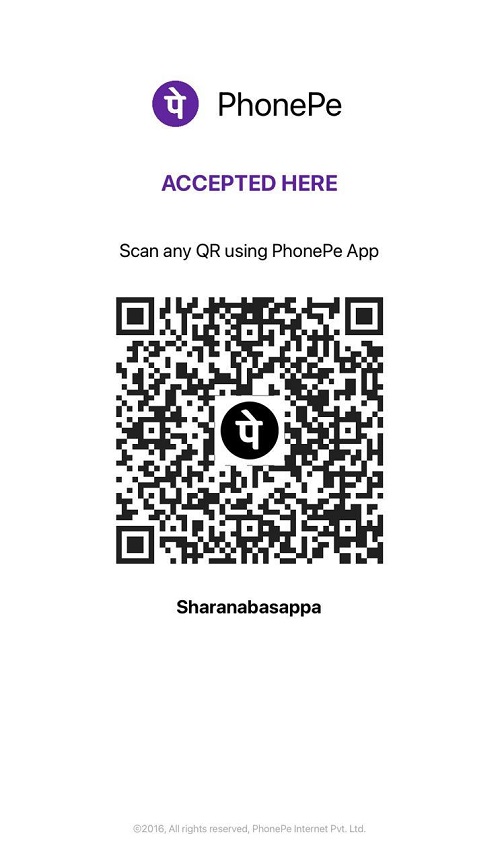 पे PhonePe
ACCEPTED HERE
Scan any QR using PhonePe App
पे
Sharanabasappa
©2016, All rights reserved, PhonePe Internet Pvt. Ltd.